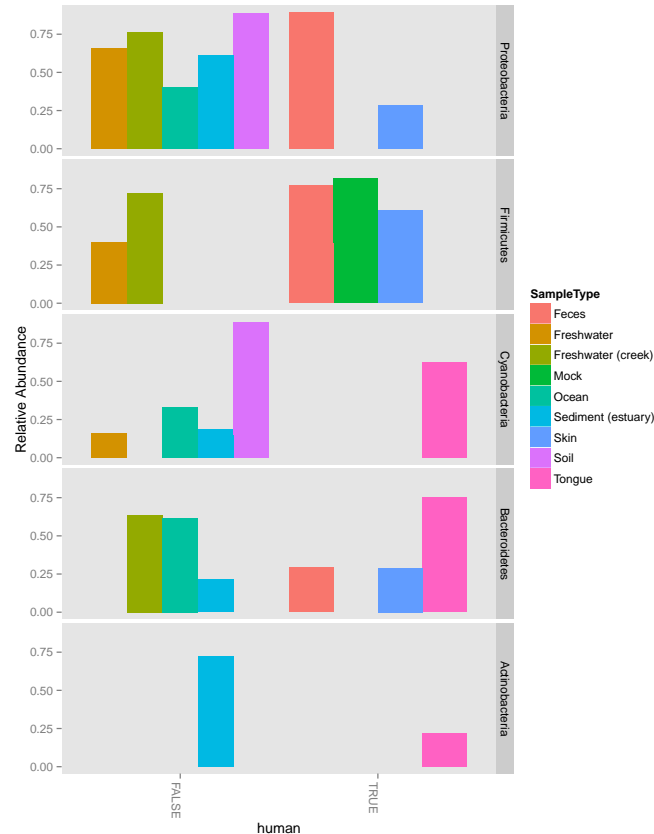 Relative Abundance
0.75
0.50
0.25
0.00
Proteobacteria
0.75
0.50
0.25
0.00
Firmicutes
0.75
0.50
0.25
0.00
Cyanobacteria
0.75
0.50
0.25
0.00
Bacteroidetes
0.75
0.50
0.25
0.00
Actinobacteria
FALSE
TRUE
human
SampleType
Feces
Freshwater
Freshwater (creek)
Mock
Ocean
Sediment (estuary)
Skin
Soil
Tongue